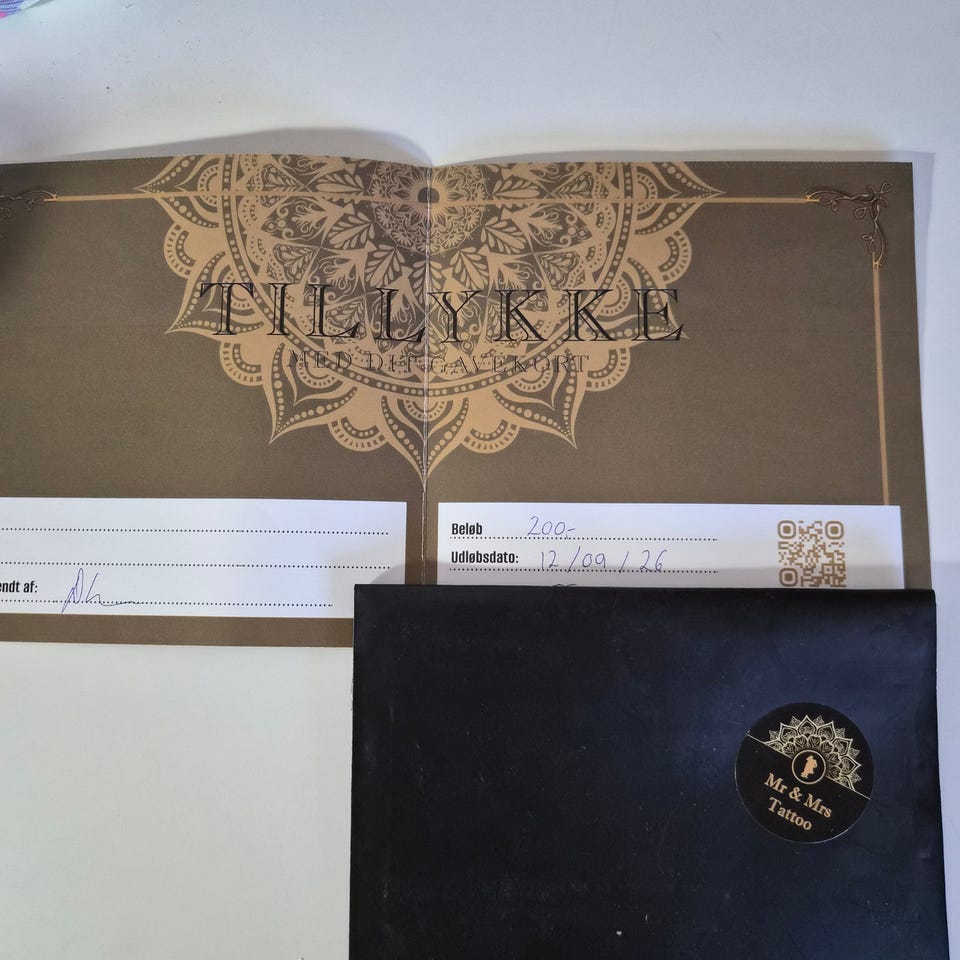 TILLYKKE
MED DIT GAVEKORT
endt af:
Beløb 200,-
Udløbsdato: 12/09/26
Mr & Mrs
Tattoo